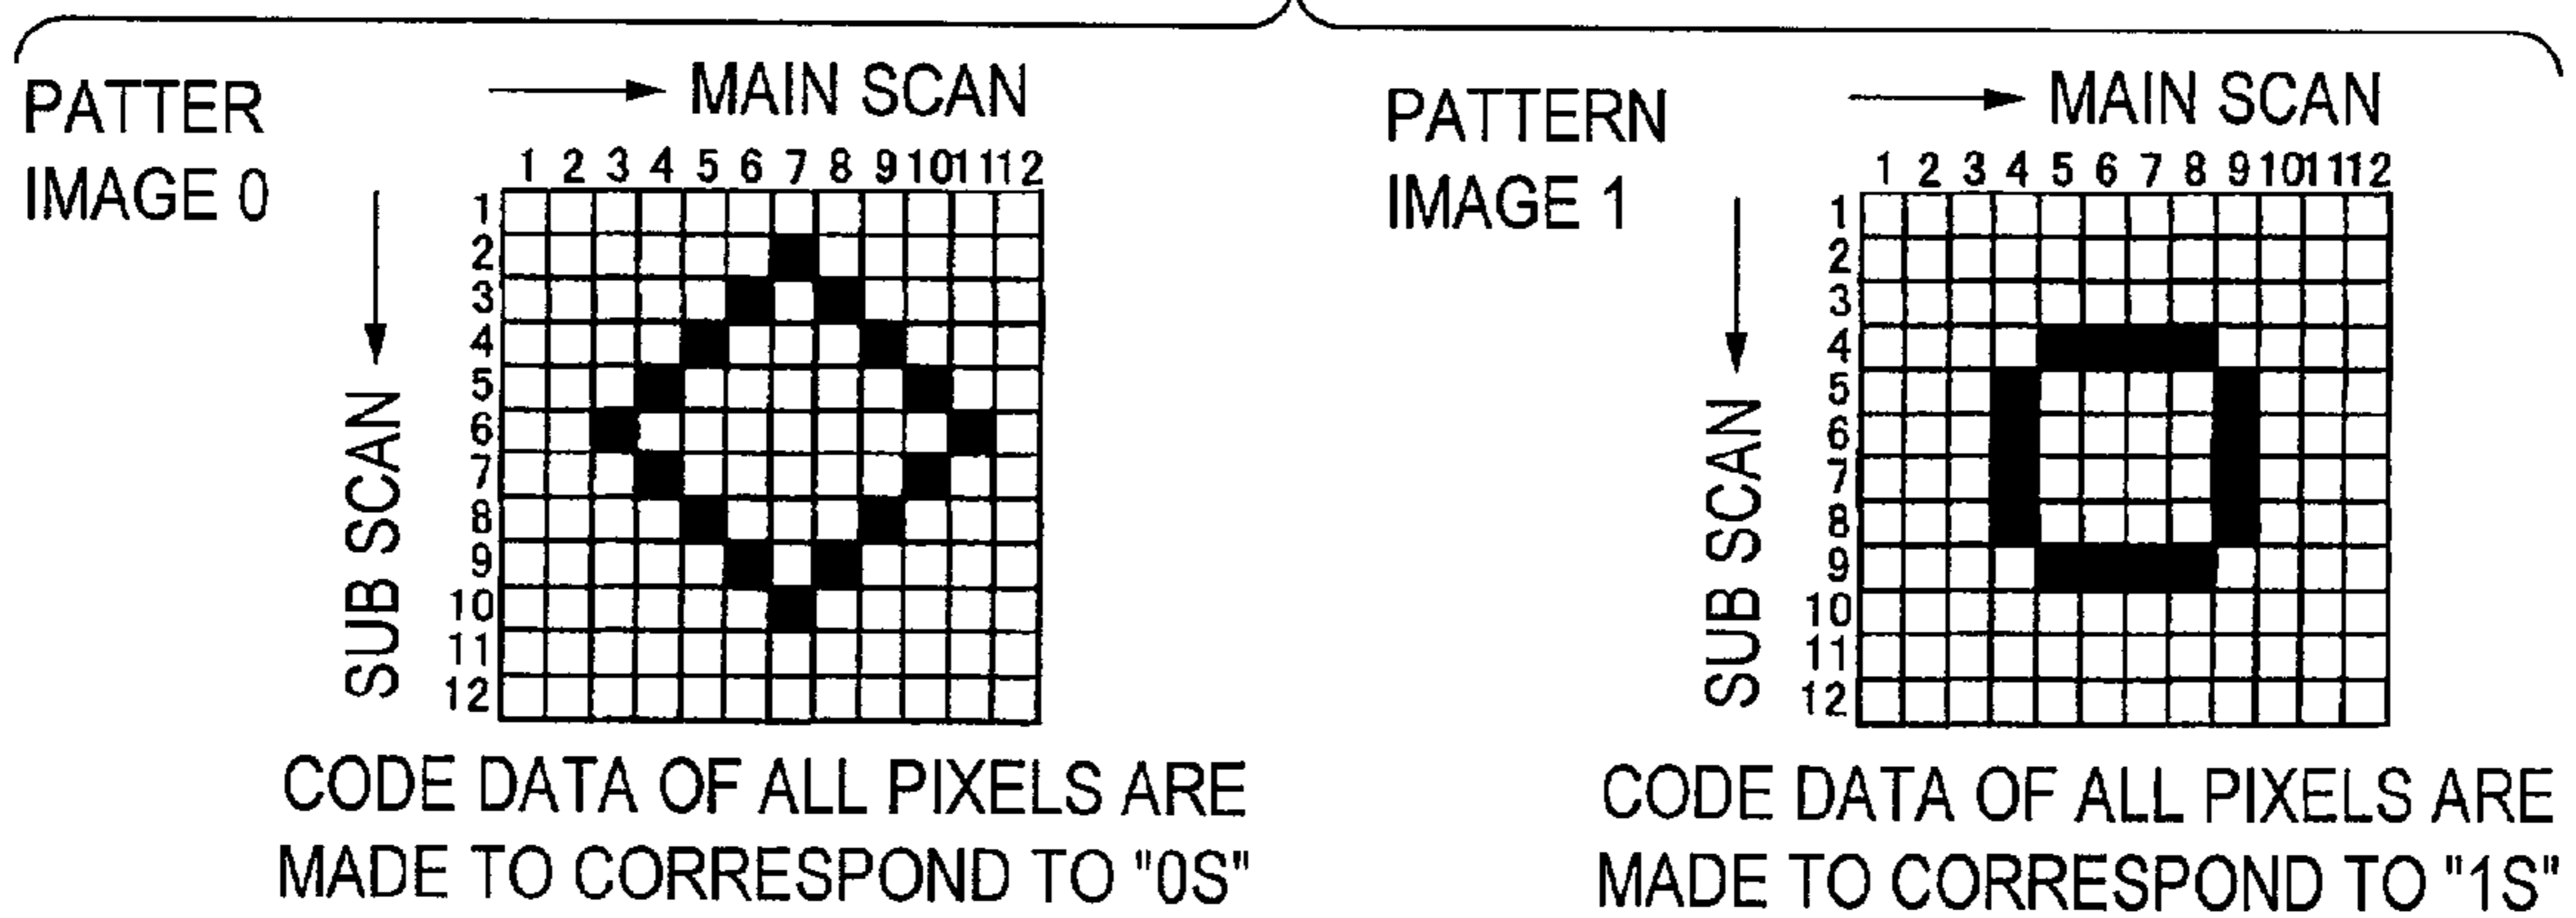 PATTER
IMAGE 0
MAIN SCAN
1 2 3 4 5 6 7 8 9 10 11 12
1
2
3
4
5
6
7
8
9
10
11
12
SUB SCAN
CODE DATA OF ALL PIXELS ARE
MADE TO CORRESPOND TO "0S"
PATTERN
IMAGE 1
MAIN SCAN
1 2 3 4 5 6 7 8 9 10 11 12
1
2
3
4
5
6
7
8
9
10
11
12
SUB SCAN
CODE DATA OF ALL PIXELS ARE
MADE TO CORRESPOND TO "1S"